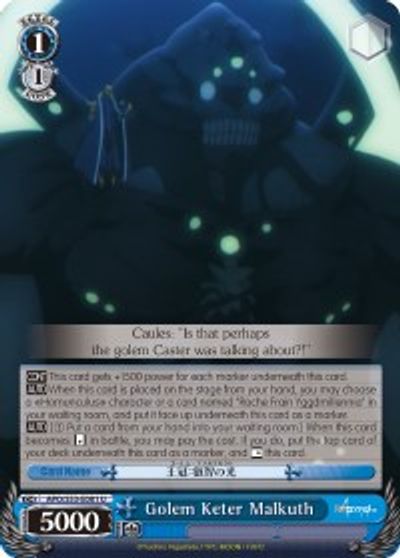 LEVEL
1
1
Caules: "Is that perhaps
the golem Caster was talking about?!"
This card gets +1500 power for each marker underneath this card.
When this card is placed on the stage from your hand, you may choose
a «Homunculus» character or a card named "Roche Frain Yggdmillennia" in
your waiting room, and put it face up underneath this card as a marker.
[(1) Put a card from your hand into your waiting room] When this card
becomes in battle, you may pay the cost. If you do, put the top card of
your deck underneath this card as a marker, and this card.
Card Name
5000
Golem Keter Malkuth